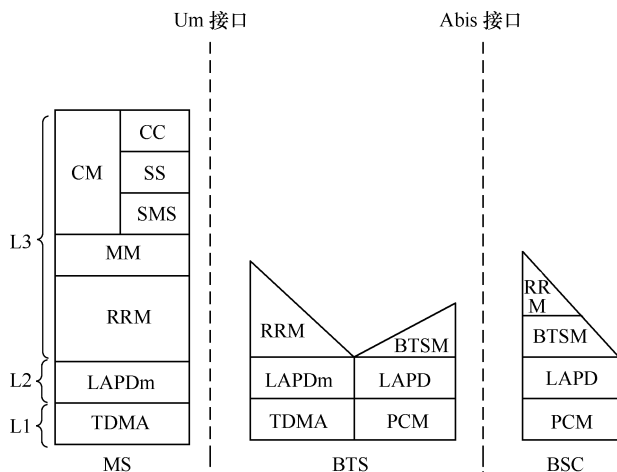 Um 接口
Abis 接口
L3
CM
CC
SS
SMS
MM
RRM
L2
LAPDm
L1
TDMA
MS
RRM
BTSM
LAPDm
LAPD
TDMA
PCM
BTS
RR
M
BTSM
LAPD
PCM
BSC